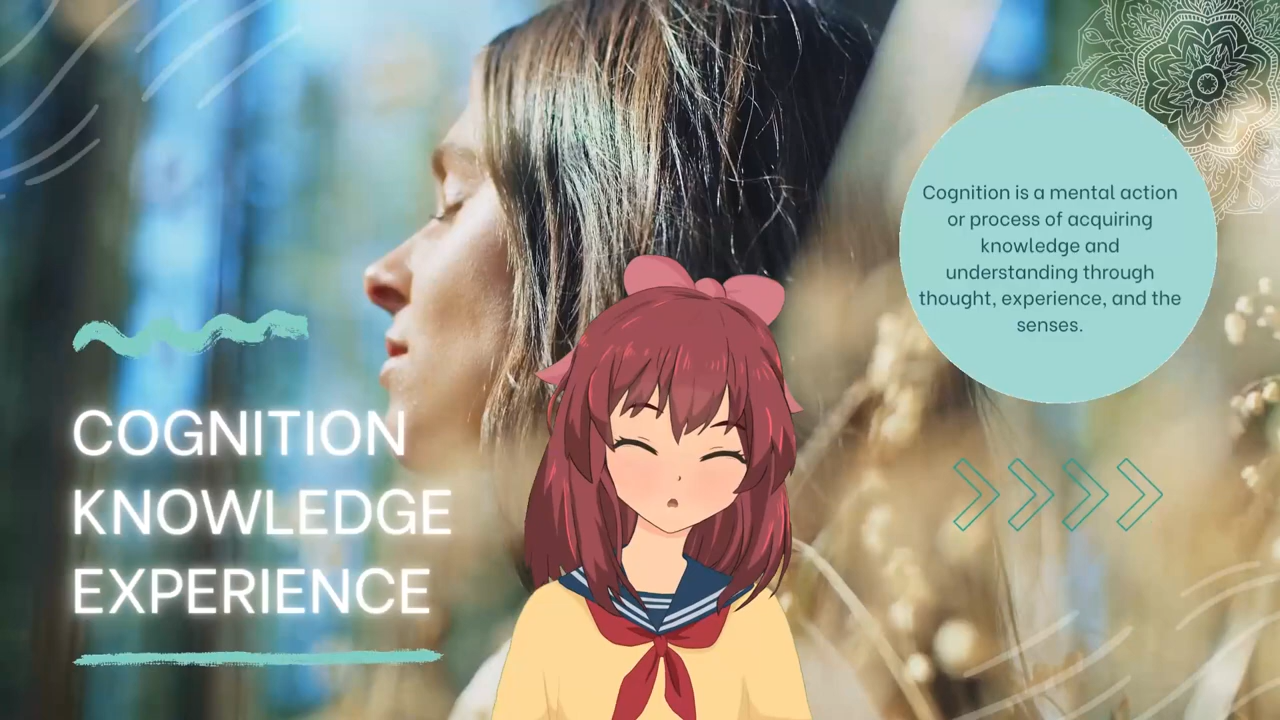 COGNITION
KNOWLEDGE
EXPERIENCE
Cognition is a mental action
or process of acquiring
knowledge and
understanding through
thought, experience, and the
senses.